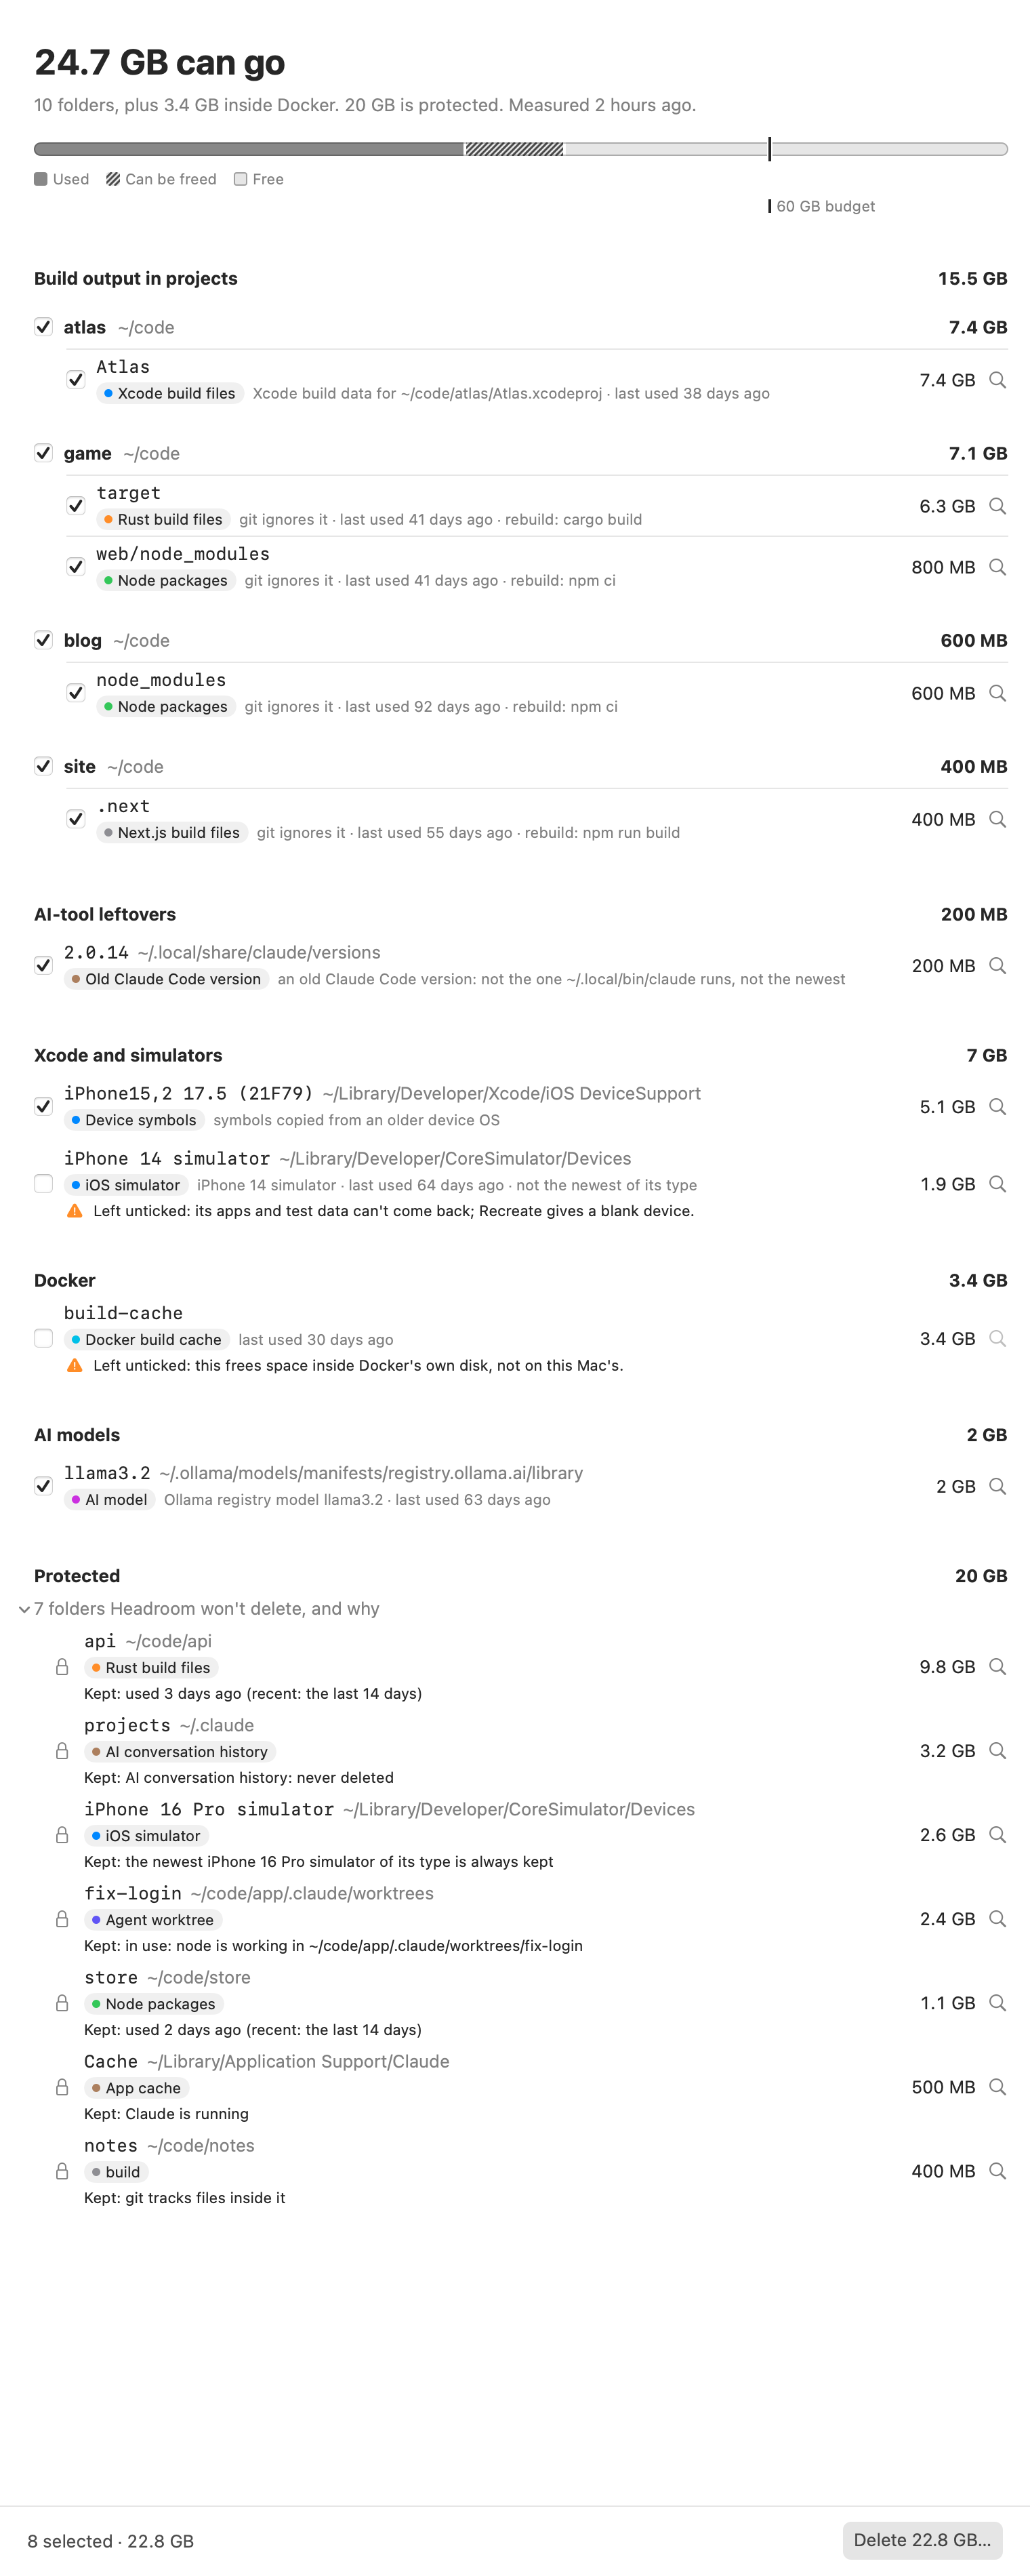 24.7 GB can go
10 folders, plus 3.4 GB inside Docker. 20 GB is protected. Measured 2 hours ago.
Used Can be freed Free
60 GB budget
Build output in projects 15.5 GB
atlas ~/code 7.4 GB
Atlas
Xcode build files Xcode build data for ~/code/atlas/Atlas.xcodeproj · last used 38 days ago 7.4 GB
game ~/code 7.1 GB
target
Rust build files git ignores it · last used 41 days ago · rebuild: cargo build 6.3 GB
web/node_modules
Node packages git ignores it · last used 41 days ago · rebuild: npm ci 800 MB
blog ~/code 600 MB
node_modules
Node packages git ignores it · last used 92 days ago · rebuild: npm ci 600 MB
site ~/code 400 MB
.next
Next.js build files git ignores it · last used 55 days ago · rebuild: npm run build 400 MB
AI-tool leftovers 200 MB
2.0.14 ~/.local/share/claude/versions
Old Claude Code version an old Claude Code version: not the one ~/.local/bin/claude runs, not the newest 200 MB
Xcode and simulators 7 GB
iPhone15,2 17.5 (21F79) ~/Library/Developer/Xcode/iOS DeviceSupport
Device symbols symbols copied from an older device OS 5.1 GB
iPhone 14 simulator ~/Library/Developer/CoreSimulator/Devices
iOS simulator iPhone 14 simulator · last used 64 days ago · not the newest of its type 1.9 GB
Left unticked: its apps and test data can't come back; Recreate gives a blank device.
Docker 3.4 GB
build-cache
Docker build cache last used 30 days ago 3.4 GB
Left unticked: this frees space inside Docker's own disk, not on this Mac's.
AI models 2 GB
llama3.2 ~/.ollama/models/manifests/registry.ollama.ai/library
AI model Ollama registry model llama3.2 · last used 63 days ago 2 GB
Protected 20 GB
7 folders Headroom won't delete, and why
api ~/code/api
Rust build files 9.8 GB
Kept: used 3 days ago (recent: the last 14 days)
projects ~/.claude
AI conversation history 3.2 GB
Kept: AI conversation history: never deleted
iPhone 16 Pro simulator ~/Library/Developer/CoreSimulator/Devices
iOS simulator 2.6 GB
Kept: the newest iPhone 16 Pro simulator of its type is always kept
fix-login ~/code/app/.claude/worktrees
Agent worktree 2.4 GB
Kept: in use: node is working in ~/code/app/.claude/worktrees/fix-login
store ~/code/store
Node packages 1.1 GB
Kept: used 2 days ago (recent: the last 14 days)
Cache ~/Library/Application Support/Claude
App cache 500 MB
Kept: Claude is running
notes ~/code/notes
build 400 MB
Kept: git tracks files inside it
8 selected · 22.8 GB Delete 22.8 GB...